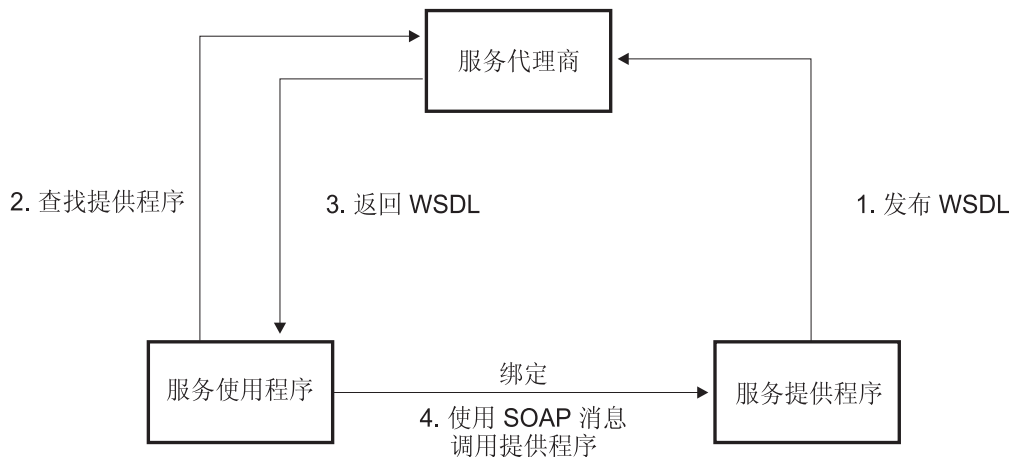 服务代理商
2. 查找提供程序
3. 返回 WSDL
1. 发布 WSDL
服务使用程序
绑定
4. 使用 SOAP 消息
调用提供程序
服务提供程序